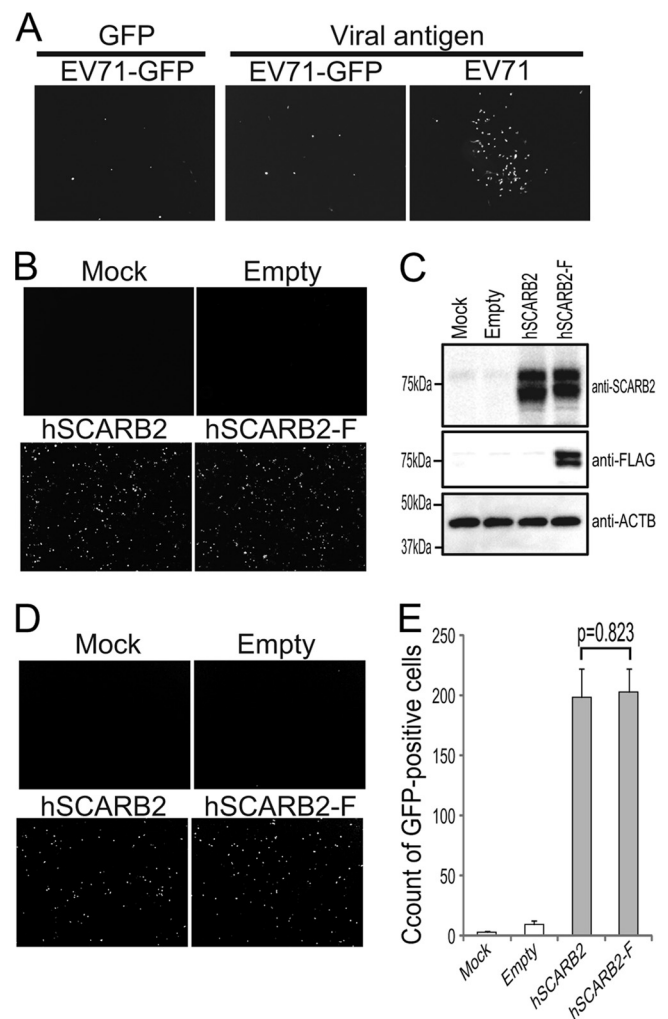 A
GFP
Viral antigen
EV71-GFP
EV71-GFP
EV71
B
Mock
Empty
hSCARB2
hSCARB2-F
C
Mock
Empty
hSCARB2
hSCARB2-F
75kDa
anti-SCARB2
75kDa
anti-FLAG
50kDa
anti-ACTB
37kDa
D
Mock
Empty
hSCARB2
hSCARB2-F
E
p=0.823
Ccount of GFP-positive cells
250
200
150
100
50
0
Mock
Empty
hSCARB2
hSCARB2-F